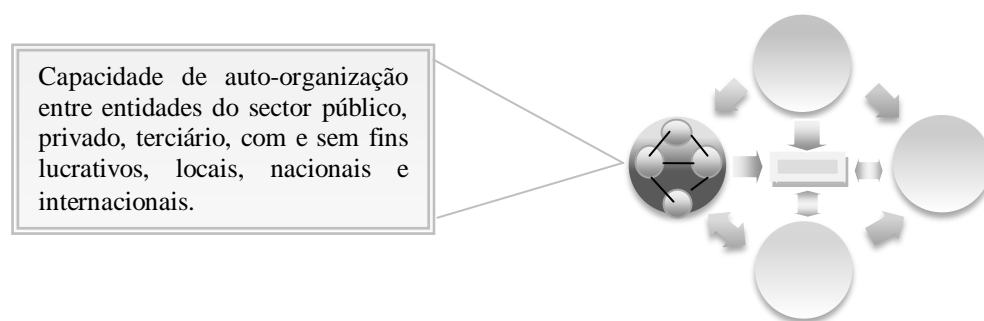 Capacidade de auto-organização
entre entidades do sector público,
privado, terciário, com e sem fins
lucrativos, locais, nacionais e
internacionais.